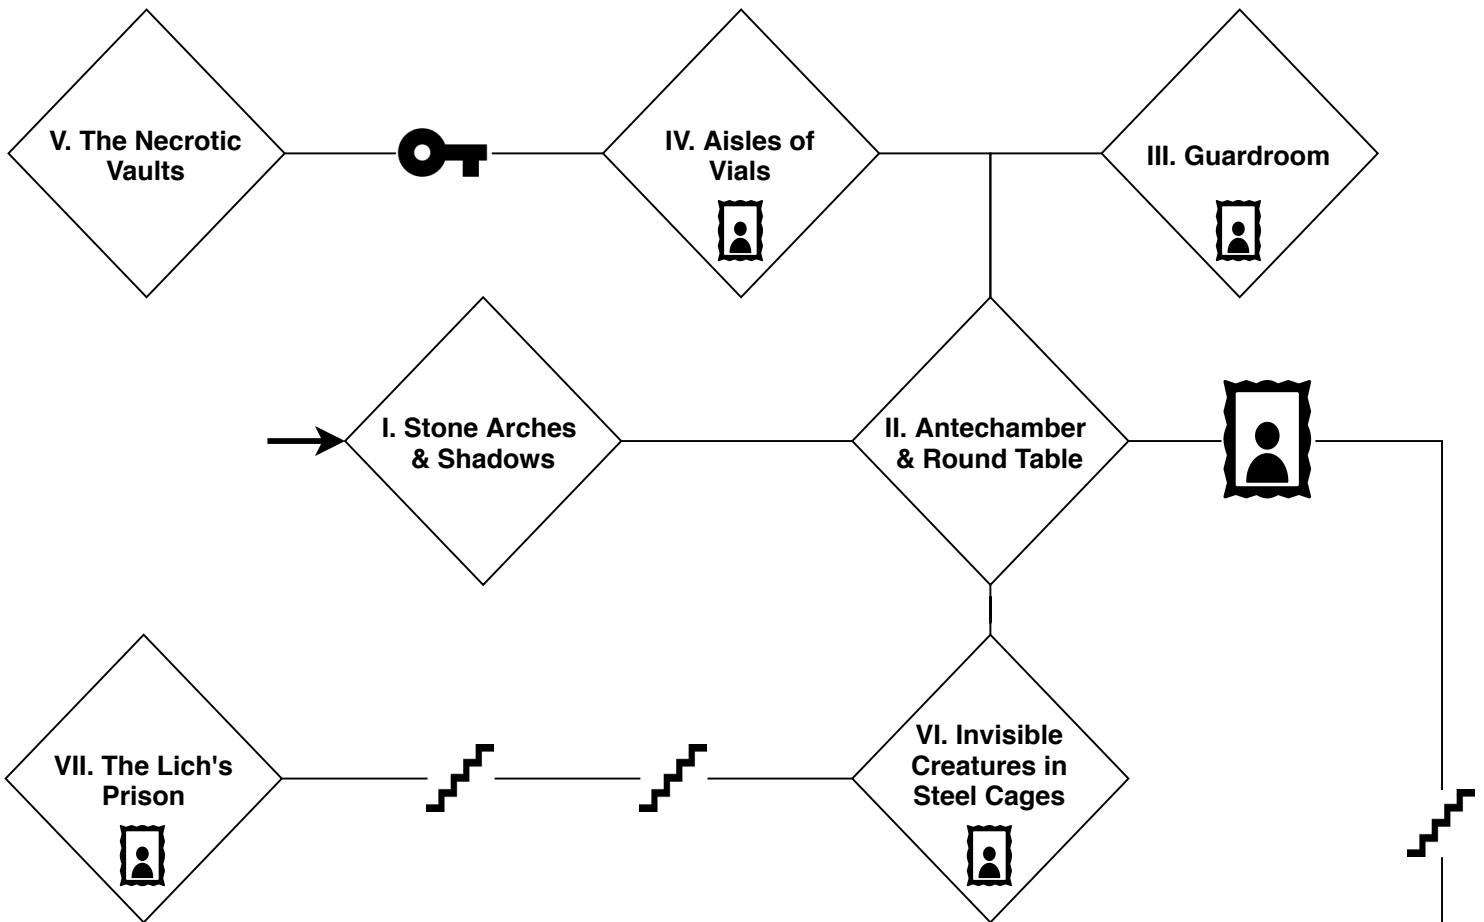 V. The Necrotic
Vaults
IV. Aisles of
Vials
III. Guardroom
I. Stone Arches
& Shadows
II. Antechamber
& Round Table
VII. The Lich's
Prison
VI. Invisible
Creatures in
Steel Cages